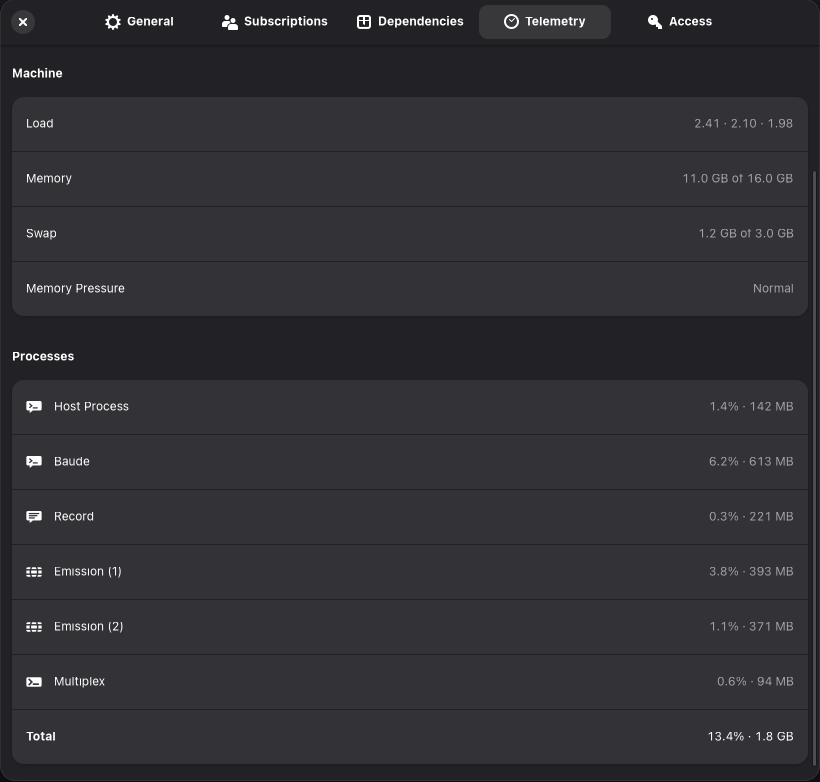 General Subscriptions Dependencies Telemetry Access
Machine
Load 2.41 · 2.10 · 1.98
Memory 11.0 GB of 16.0 GB
Swap 1.2 GB of 3.0 GB
Memory Pressure Normal
Processes
Host Process 1.4% · 142 MB
Baude 6.2% · 613 MB
Record 0.3% · 221 MB
Emission (1) 3.8% · 393 MB
Emission (2) 1.1% · 371 MB
Multiplex 0.6% · 94 MB
Total 13.4% · 1.8 GB